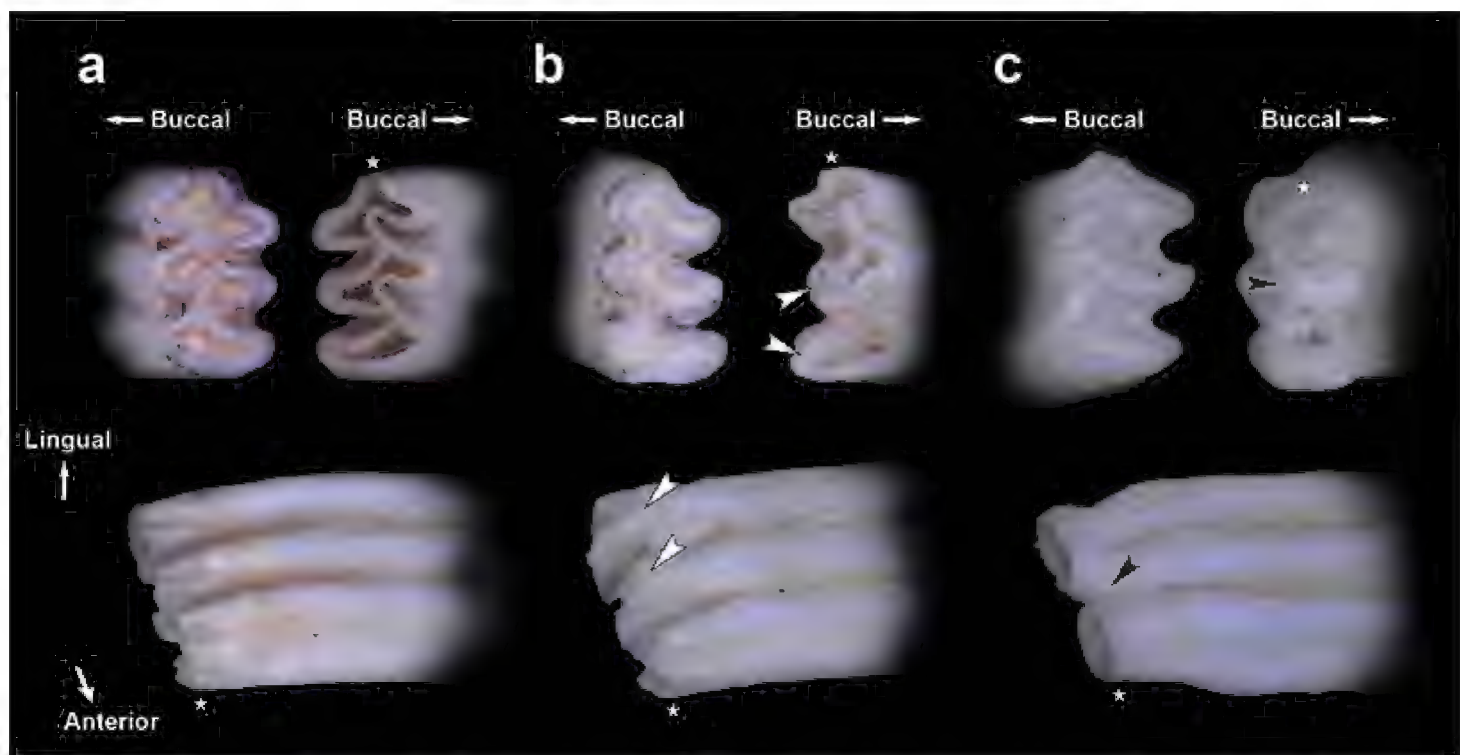 a b c
← Buccal Buccal → ← Buccal Buccal → ← Buccal Buccal →
Lingual
Anterior